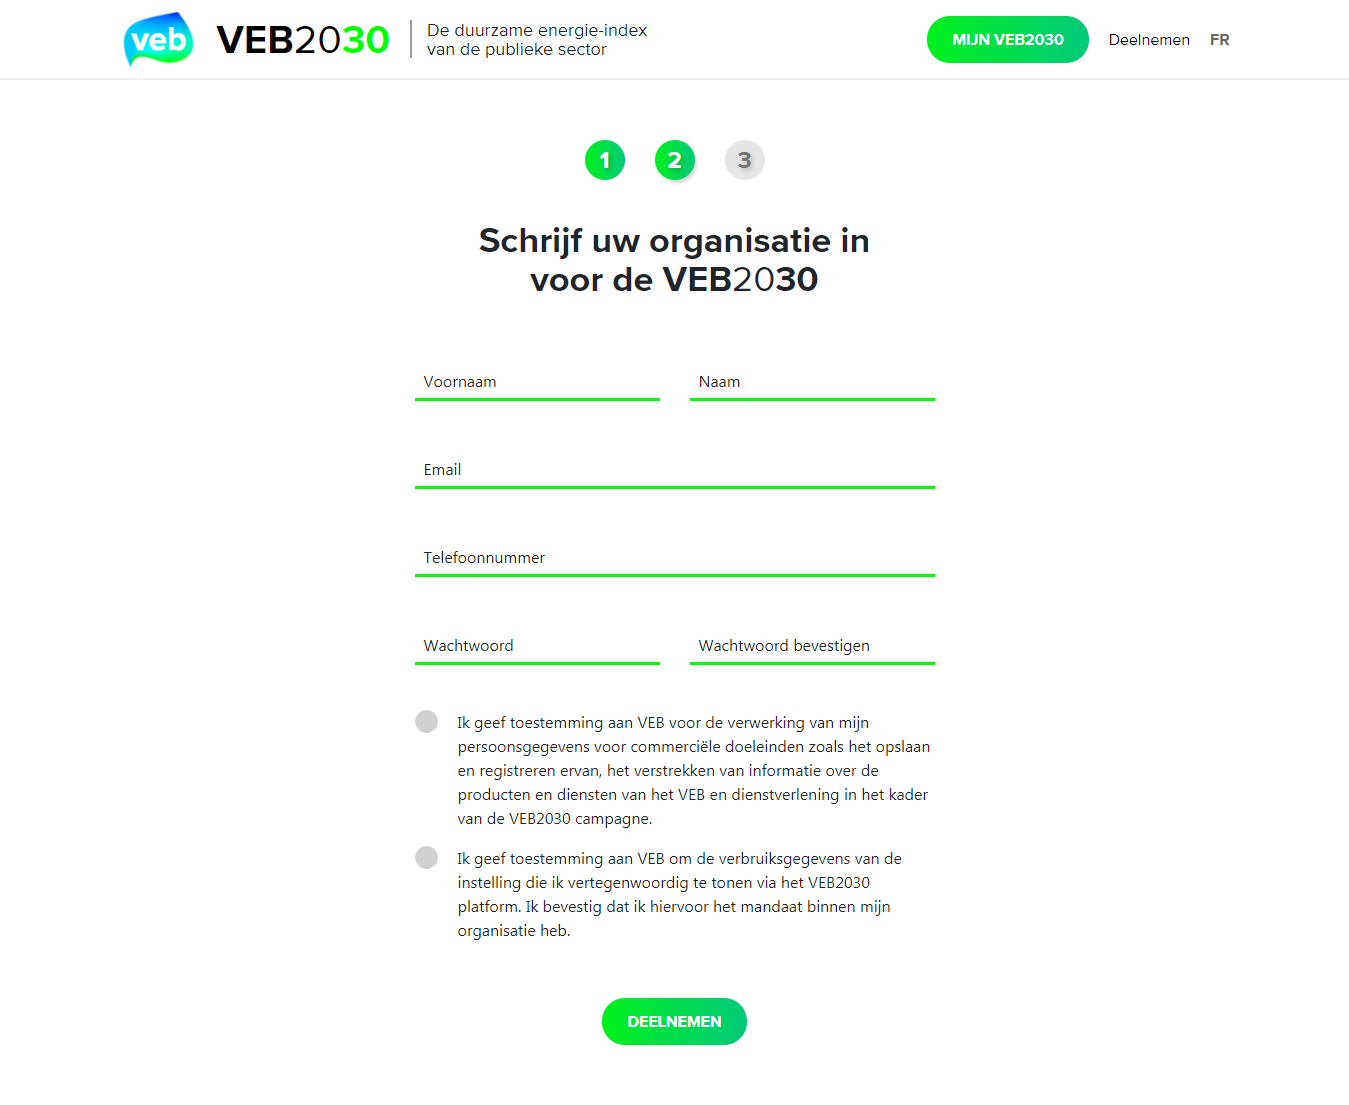 veb
VEB2030
De duurzame energie-index
van de publieke sector
MIJN VEB2030
Deelnemen
FR
1
2
3
Schrijf uw organisatie in
voor de VEB2030
Voornaam
Naam
Email
Telefoonnummer
Wachtwoord
Wachtwoord bevestigen
Ik geef toestemming aan VEB voor de verwerking van mijn
persoonsgegevens voor commerciële doeleinden zoals het opslaan
en registreren ervan, het verstrekken van informatie over de
producten en diensten van het VEB en dienstverlening in het kader
van de VEB2030 campagne.
Ik geef toestemming aan VEB om de verbruiksgegevens van de
instelling die ik vertegenwoordig te tonen via het VEB2030
platform. Ik bevestig dat ik hiervoor het mandaat binnen mijn
organisatie heb.
DEELNEMEN